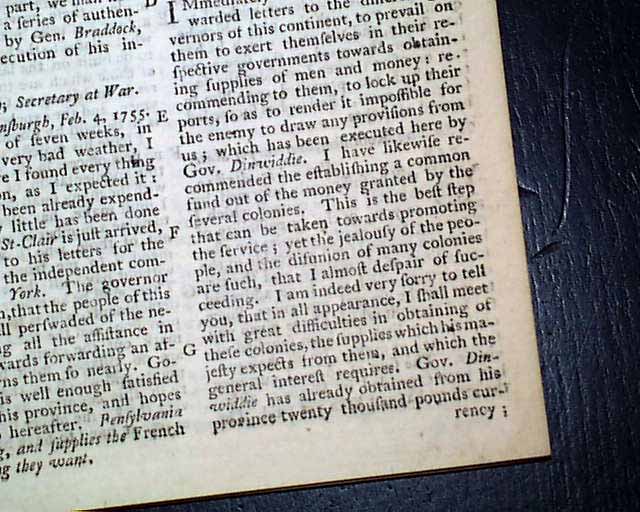 part, we
a ſeries of authen-
by Gen. Braddock,
ecution of his in-
Secretary at War.
nſburgh, Feb. 4, 1755.
of ſeven weeks, in
very bad weather, I
re I found every thing
on, as I expected it :
been already expend-
little has been done
St-Clair is juſt arrived,
to his letters for the
the independent com-
York. The governor
n, that the people of this
ll perſwaded of the ne-
g all the aſſiſtance in
wards forwarding an af-
rns them ſo nearly. Go-
is well enough ſatisfied
his province, and hopes
hereafter. Penſylvania
g, and ſupplies the French
ng they want.
D
IMmediately
warded letters to the
vernors of this continent, to prevail on
them to exert themſelves in their re-
ſpective governments towards obtain-
ing ſupplies of men and money : re-
commending to them, to lock up their
ports, ſo as to render it impoſſible for
E
the enemy to draw any proviſions from
us ; which has been executed here by
Gov. Dinwiddie. I have likewiſe re-
commended the eſtabliſhing a common
fund out of the money granted by the
ſeveral colonies. This is the beſt ſtep
F
that can be taken towards promoting
the ſervice ; yet the jealouſy of the peo-
ple, and the diſunion of many colonies
are ſuch, that I almoſt deſpair of ſuc-
ceeding. I am indeed very ſorry to tell
you, that in all appearance, I ſhall meet
with great difficulties in obtaining of
G
theſe colonies, the ſupplies which his ma-
jeſty expects from them, and which the
general intereſt requires. Gov. Din-
widdie has already obtained from his
province twenty thouſand pounds cur-
rency ;